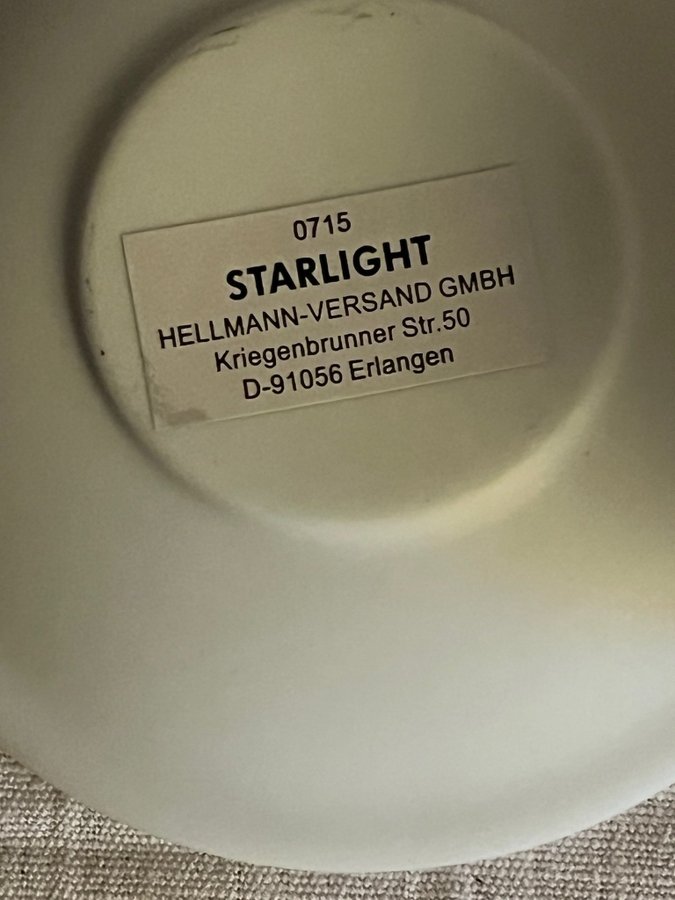 0715
STARLIGHT
HELLMANN-VERSAND GMBH
Kriegenbrunner Str.50
D-91056 Erlangen